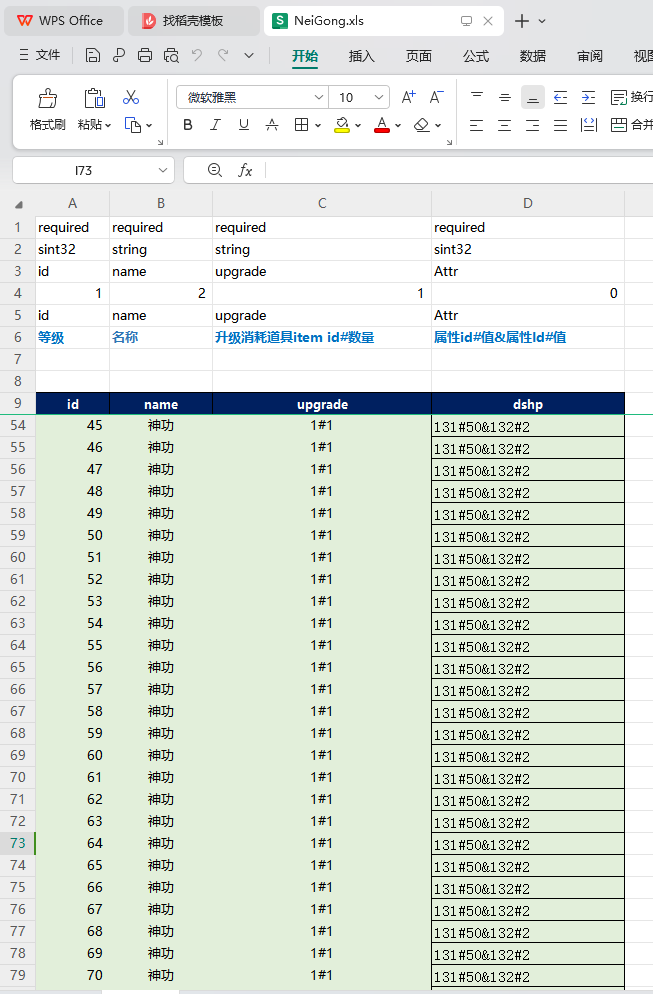 WPS Office 找稻壳模板 NeiGong.xls
文件 开始 插入 页面 公式 数据 审阅 视图
微软雅黑 10 A+ A- 换行
格式刷 粘贴 B I U A A 合并
I73 fx
A B C D
1 required required required required
2 sint32 string string sint32
3 id name upgrade Attr
4 1 2 1 0
5 id name upgrade Attr
6 等级 名称 升级消耗道具item id#数量 属性id#值&属性Id#值
7
8
9 id name upgrade dshp
54 45 神功 1#1 131#50&132#2
55 46 神功 1#1 131#50&132#2
56 47 神功 1#1 131#50&132#2
57 48 神功 1#1 131#50&132#2
58 49 神功 1#1 131#50&132#2
59 50 神功 1#1 131#50&132#2
60 51 神功 1#1 131#50&132#2
61 52 神功 1#1 131#50&132#2
62 53 神功 1#1 131#50&132#2
63 54 神功 1#1 131#50&132#2
64 55 神功 1#1 131#50&132#2
65 56 神功 1#1 131#50&132#2
66 57 神功 1#1 131#50&132#2
67 58 神功 1#1 131#50&132#2
68 59 神功 1#1 131#50&132#2
69 60 神功 1#1 131#50&132#2
70 61 神功 1#1 131#50&132#2
71 62 神功 1#1 131#50&132#2
72 63 神功 1#1 131#50&132#2
73 64 神功 1#1 131#50&132#2
74 65 神功 1#1 131#50&132#2
75 66 神功 1#1 131#50&132#2
76 67 神功 1#1 131#50&132#2
77 68 神功 1#1 131#50&132#2
78 69 神功 1#1 131#50&132#2
79 70 神功 1#1 131#50&132#2